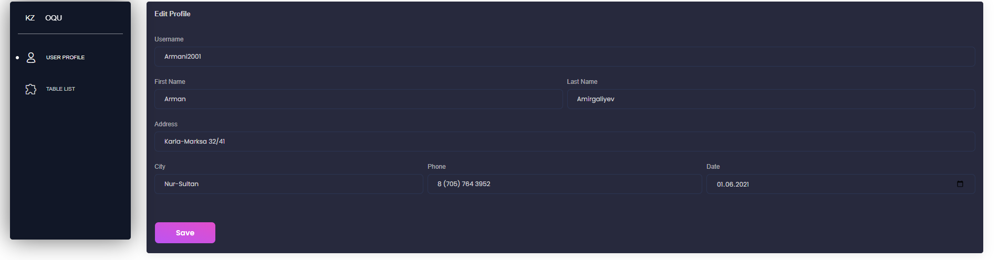 KZ OQU
USER PROFILE
TABLE LIST
Edit Profile
Username
Armani2001
First Name Last Name
Arman Amirgaliyev
Address
Karla-Marksa 32/41
City Phone Date
Nur-Sultan 8 (705) 764 3952 01.06.2021
Save